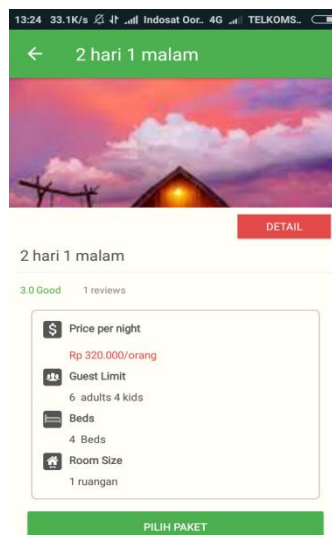 13:24 33.1K/s Indosat Oor.. 4G TELKOMS..
2 hari 1 malam
DETAIL
2 hari 1 malam
3.0 Good 1 reviews
Price per night
Rp 320.000/orang
Guest Limit
6 adults 4 kids
Beds
4 Beds
Room Size
1 ruangan
PILIH PAKET